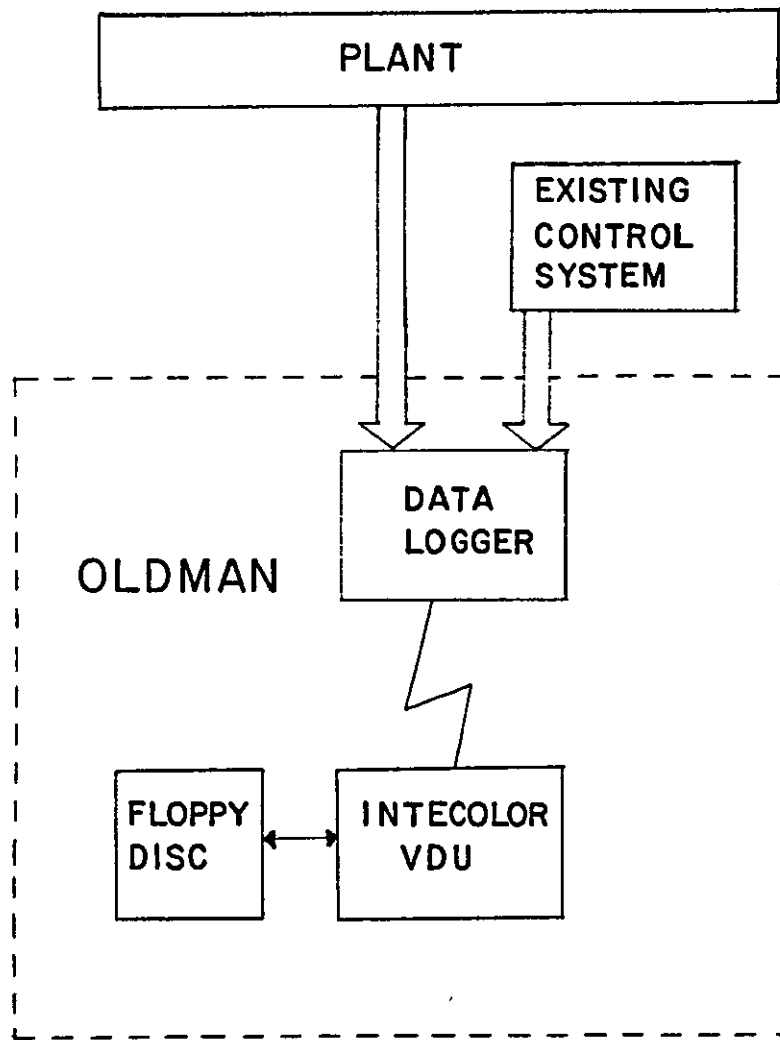 PLANT
EXISTING
CONTROL
SYSTEM
DATA
LOGGER
OLDMAN
FLOPPY
DISC
INTECOLOR
VDU